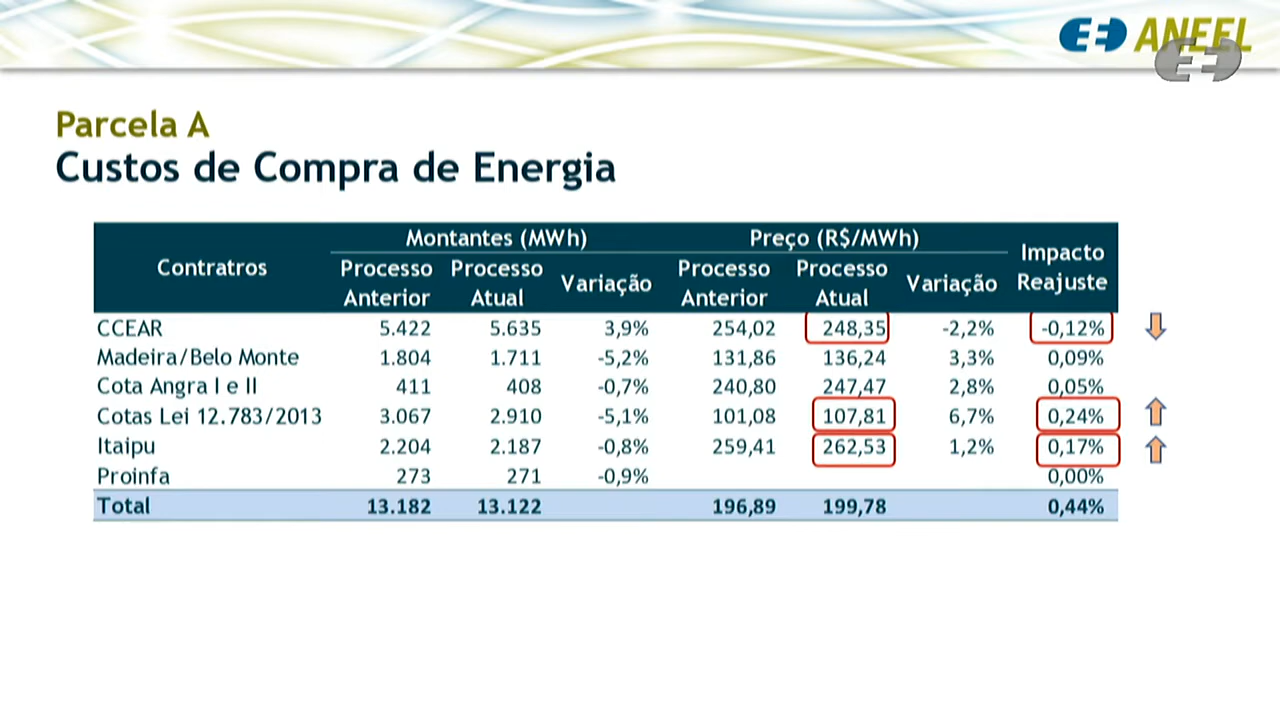 ANEEL
Parcela A
Custos de Compra de Energia
Contratros Montantes (MWh) Preço (R$/MWh) Impacto Reajuste
Processo Anterior Processo Atual Variação Processo Anterior Processo Atual Variação
CCEAR 5.422 5.635 3,9% 254,02 248,35 -2,2% -0,12%
Madeira/Belo Monte 1.804 1.711 -5,2% 131,86 136,24 3,3% 0,09%
Cota Angra I e II 411 408 -0,7% 240,80 247,47 2,8% 0,05%
Cotas Lei 12.783/2013 3.067 2.910 -5,1% 101,08 107,81 6,7% 0,24%
Itaipu 2.204 2.187 -0,8% 259,41 262,53 1,2% 0,17%
Proinfa 273 271 -0,9% 0,00%
Total 13.182 13.122 196,89 199,78 0,44%